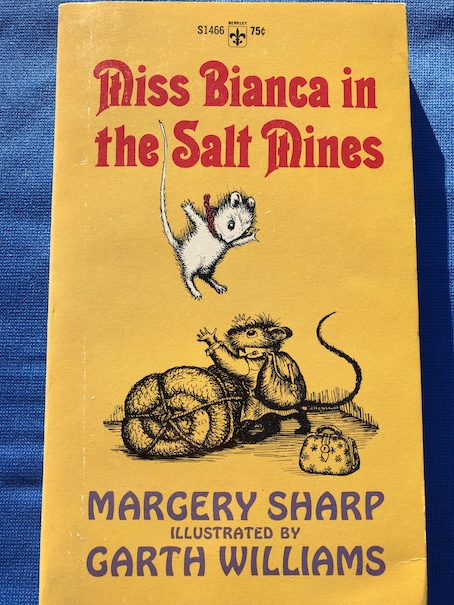 BERKLEY
S1466 75¢
Miss Bianca in
the Salt Mines
MARGERY SHARP
ILLUSTRATED BY
GARTH WILLIAMS